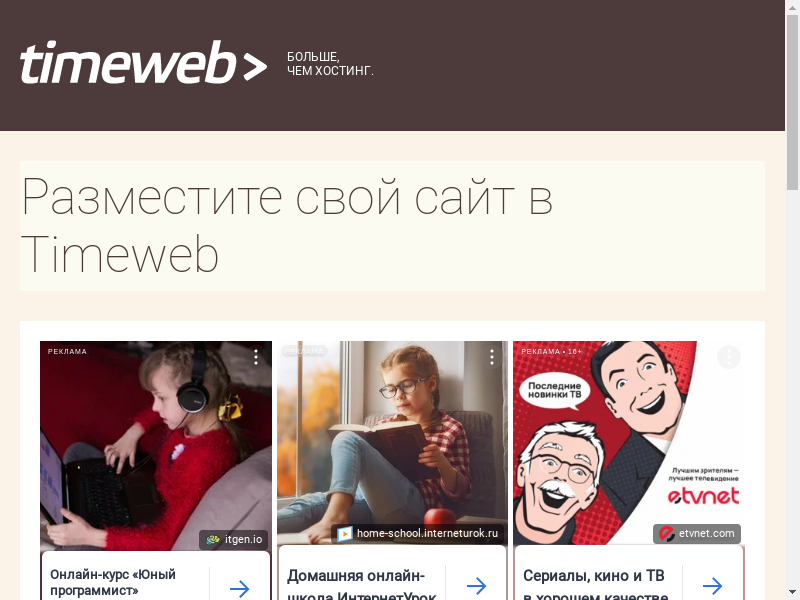 timeweb>
БОЛЬШЕ,
ЧЕМ ХОСТИНГ.
Разместите свой сайт в
Timeweb
РЕКЛАМА
itgen.io
Онлайн-курс «Юный
программист»
РЕКЛАМА
home-school.interneturok.ru
Домашняя онлайн-
школа ИнтернетУрок
РЕКЛАМА • 16+
Последние
новинки ТВ
Лучшим зрителям –
лучшее телевидение
etvnet
etvnet.com
Сериалы, кино и ТВ
в хорошем качестве